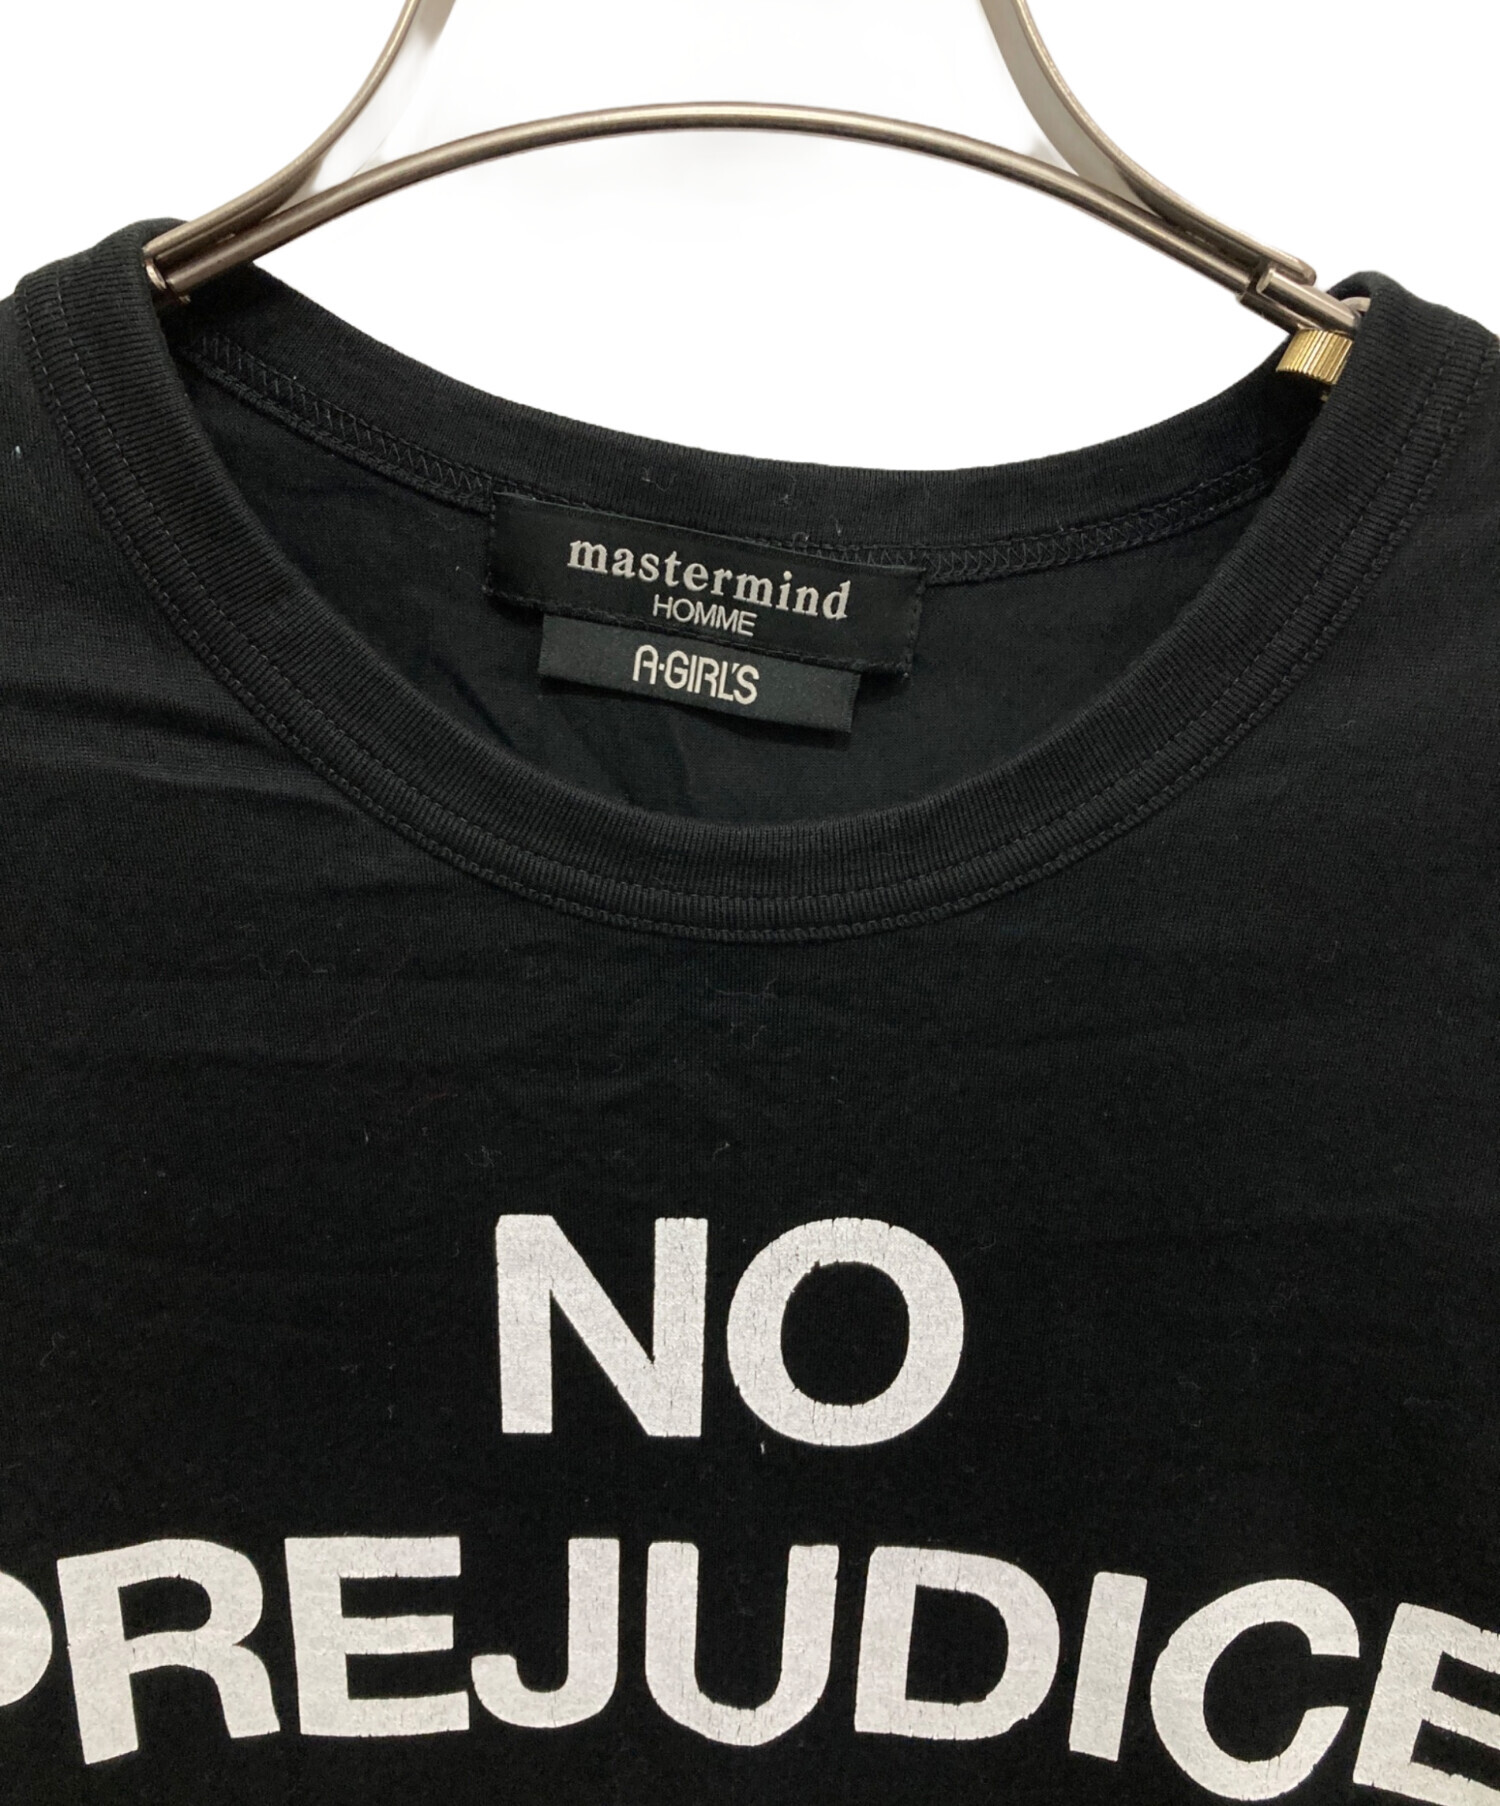 mastermind
HOMME
A·GIRL'S
NO
PREJUDICE